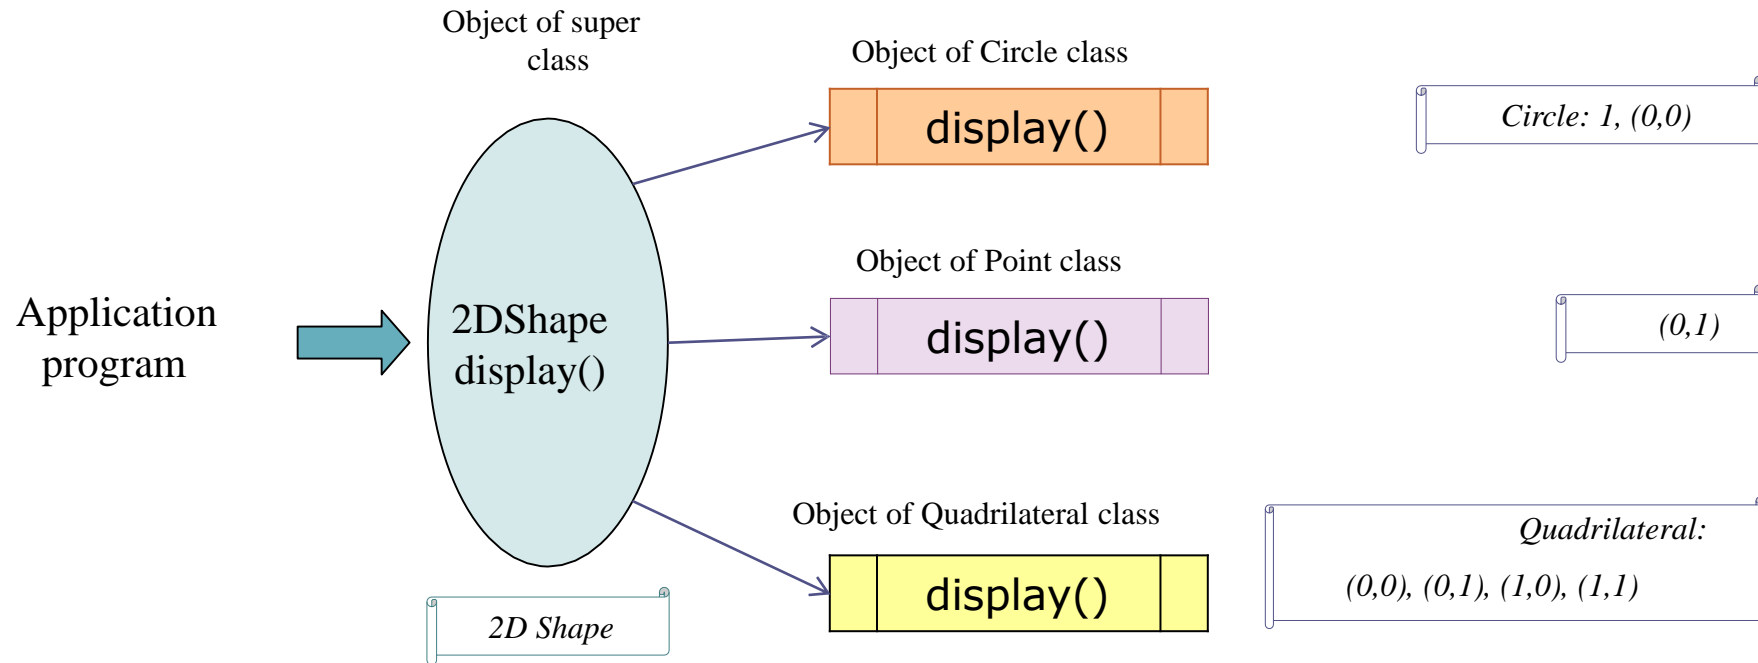 Object of super
class
Object of Circle class
display()
Circle: 1, (0,0)
Object of Point class
Application
program
2DShape
display()
display()
(0,1)
Object of Quadrilateral class
display()
Quadrilateral:
(0,0), (0,1), (1,0), (1,1)
2D Shape